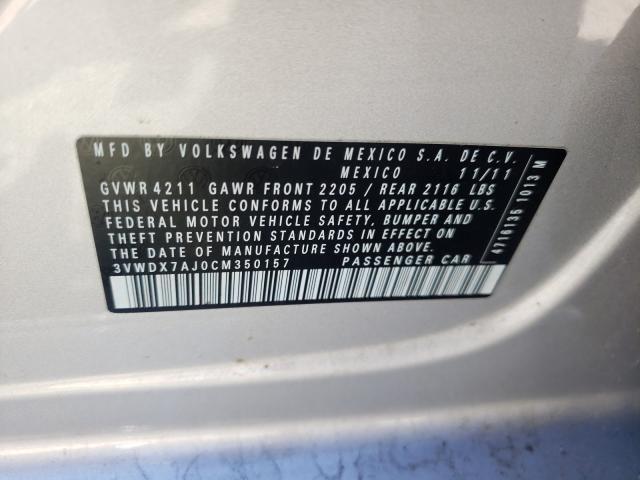 MFD BY VOLKSWAGEN DE MEXICO S.A. DE C.V.
MEXICO 11/11
GVWR 4211 GAWR FRONT 2205 / REAR 2116 LBS
THIS VEHICLE CONFORMS TO ALL APPLICABLE U.S.
FEDERAL MOTOR VEHICLE SAFETY, BUMPER AND
THEFT PREVENTION STANDARDS IN EFFECT ON
THE DATE OF MANUFACTURE SHOWN ABOVE.
3VWDX7AJ0CM350157 PASSENGER CAR
4719136 1013 M